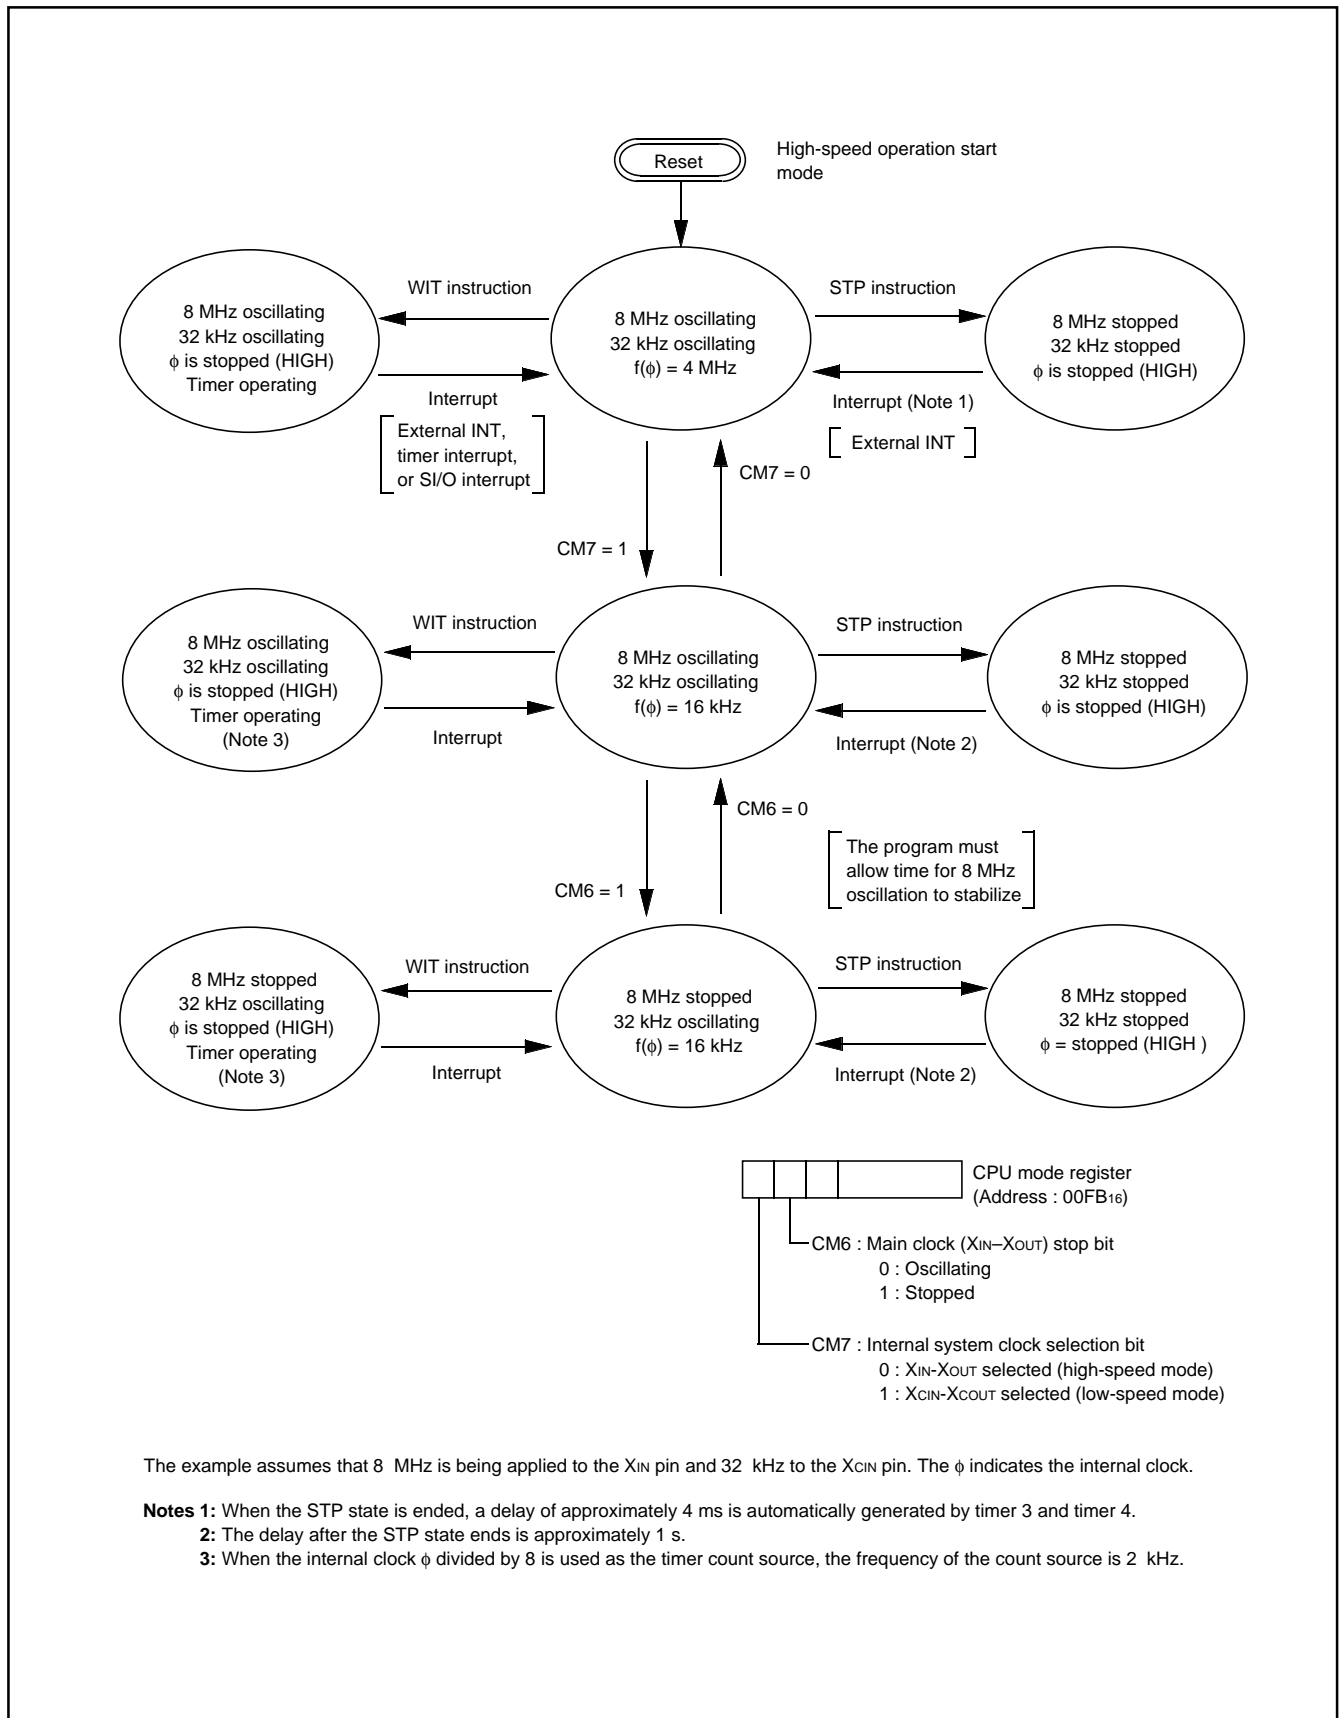 Reset
High-speed operation start
mode
8 MHz oscillating
32 kHz oscillating
ϕ is stopped (HIGH)
Timer operating
WIT instruction
Interrupt
External INT,
timer interrupt,
or SI/O interrupt
8 MHz oscillating
32 kHz oscillating
f(ϕ) = 4 MHz
STP instruction
Interrupt (Note 1)
External INT
8 MHz stopped
32 kHz stopped
ϕ is stopped (HIGH)
CM7 = 1
CM7 = 0
8 MHz oscillating
32 kHz oscillating
ϕ is stopped (HIGH)
Timer operating
(Note 3)
WIT instruction
Interrupt
8 MHz oscillating
32 kHz oscillating
f(ϕ) = 16 kHz
STP instruction
Interrupt (Note 2)
8 MHz stopped
32 kHz stopped
ϕ is stopped (HIGH)
CM6 = 1
CM6 = 0
The program must
allow time for 8 MHz
oscillation to stabilize
8 MHz stopped
32 kHz oscillating
ϕ is stopped (HIGH)
Timer operating
(Note 3)
WIT instruction
Interrupt
8 MHz stopped
32 kHz oscillating
f(ϕ) = 16 kHz
STP instruction
Interrupt (Note 2)
8 MHz stopped
32 kHz stopped
ϕ = stopped (HIGH )
CPU mode register
(Address : 00FB16)
CM6 : Main clock (XIN–XOUT) stop bit
0 : Oscillating
1 : Stopped
CM7 : Internal system clock selection bit
0 : XIN-XOUT selected (high-speed mode)
1 : XCIN-XCOUT selected (low-speed mode)
The example assumes that 8 MHz is being applied to the XIN pin and 32 kHz to the XCIN pin. The ϕ indicates the internal clock.
Notes 1: When the STP state is ended, a delay of approximately 4 ms is automatically generated by timer 3 and timer 4.
2: The delay after the STP state ends is approximately 1 s.
3: When the internal clock ϕ divided by 8 is used as the timer count source, the frequency of the count source is 2 kHz.